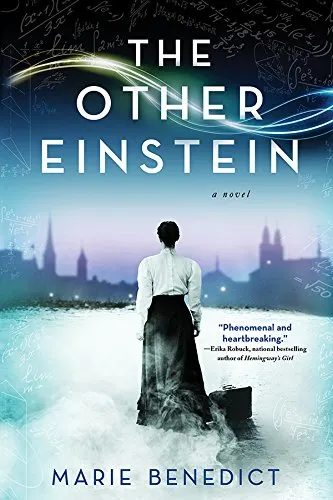 THE
OTHER
EINSTEIN
a novel
“Phenomenal and
heartbreaking.”
—Erika Robuck, national bestselling
author of Hemingway's Girl
MARIE BENEDICT